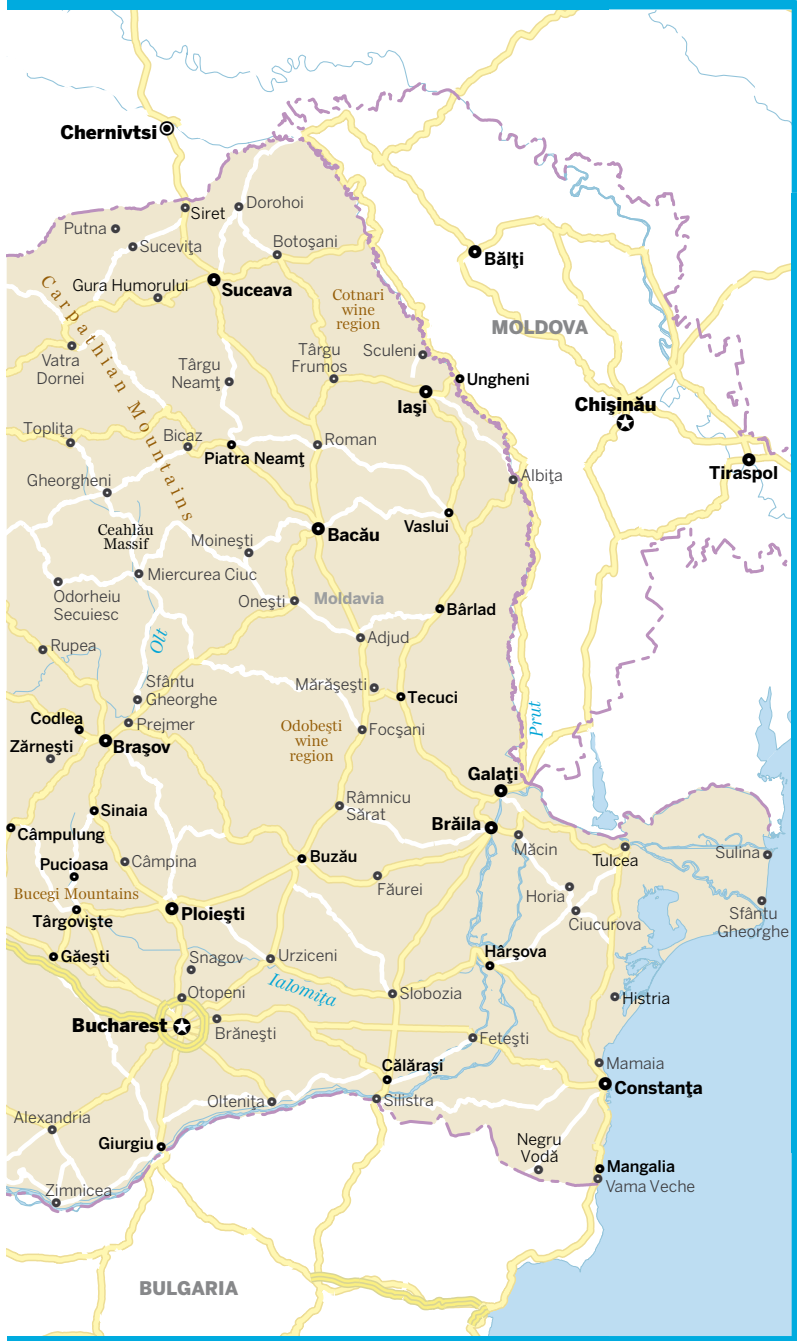 Chernivtsi
Siret
Dorohoi
Putna
Suceviţa
Botoşani
Bălţi
Gura Humorului
Suceava
Cotnari
wine
region
MOLDOVA
Carpathian Mountains
Vatra
Dornei
Târgu
Neamţ
Târgu
Frumos
Sculeni
Ungheni
Iaşi
Chişinău
Topliţa
Bicaz
Piatra Neamţ
Roman
Tiraspol
Gheorgheni
Albiţa
Ceahlău
Massif
Moineşti
Bacău
Vaslui
Miercurea Ciuc
Odorheiu
Secuiesc
Oneşti
Moldavia
Bârlad
Olt
Adjud
Rupea
Sfântu
Gheorghe
Mărăşeşti
Tecuci
Codlea
Prejmer
Zărneşti
Braşov
Odobeşti
wine
region
Focşani
Prut
Galaţi
Sinaia
Râmnicu
Sărat
Brăila
Câmpulung
Măcin
Tulcea
Sulina
Pucioasa
Câmpina
Buzău
Făurei
Bucegi Mountains
Horia
Târgovişte
Ploieşti
Ciucurova
Sfântu
Gheorghe
Găeşti
Snagov
Urziceni
Hârşova
Ialomiţa
Otopeni
Slobozia
Histria
Bucharest
Brăneşti
Feteşti
Călăraşi
Mamaia
Constanţa
Olteniţa
Silistra
Alexandria
Giurgiu
Negru
Vodă
Mangalia
Vama Veche
Zimnicea
BULGARIA